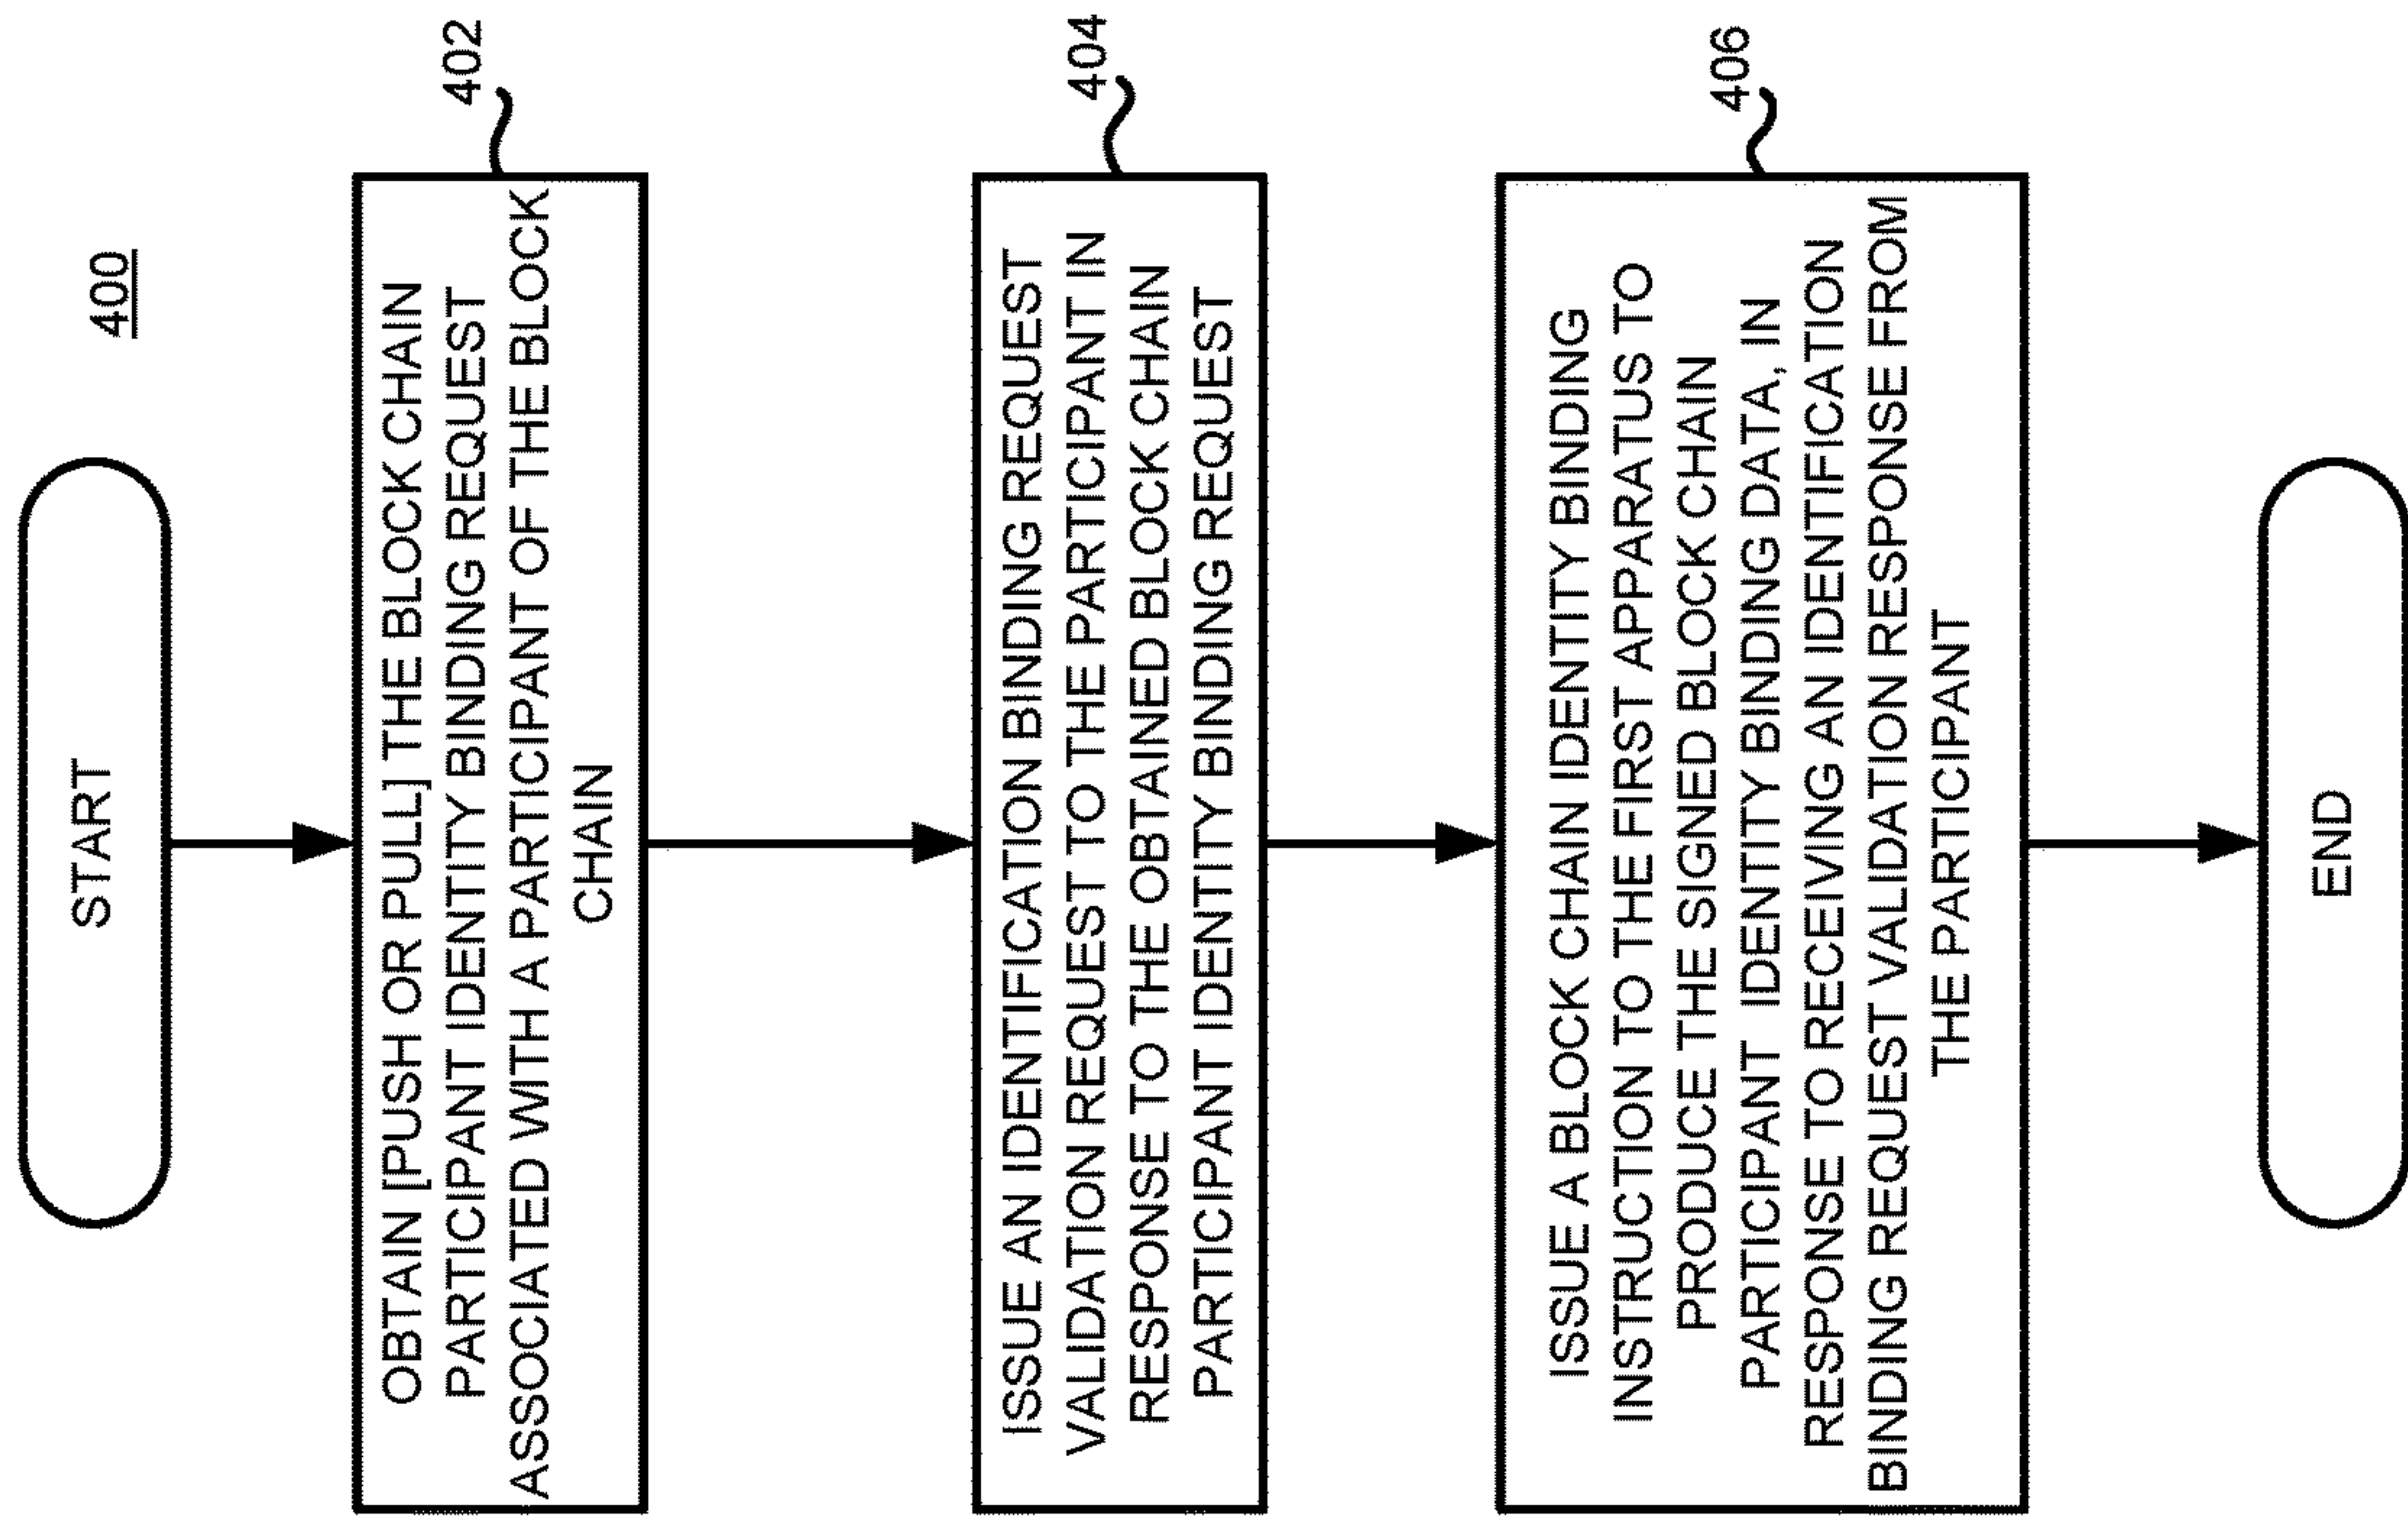 400
START
402
OBTAIN [PUSH OR PULL] THE BLOCK CHAIN
PARTICIPANT IDENTITY BINDING REQUEST
ASSOCIATED WITH A PARTICIPANT OF THE BLOCK
CHAIN
404
ISSUE AN IDENTIFICATION BINDING REQUEST
VALIDATION REQUEST TO THE PARTICIPANT IN
RESPONSE TO THE OBTAINED BLOCK CHAIN
PARTICIPANT IDENTITY BINDING REQUEST
406
ISSUE A BLOCK CHAIN IDENTITY BINDING
INSTRUCTION TO THE FIRST APPARATUS TO
PRODUCE THE SIGNED BLOCK CHAIN
PARTICIPANT IDENTITY BINDING DATA, IN
RESPONSE TO RECEIVING AN IDENTIFICATION
BINDING REQUEST VALIDATION RESPONSE FROM
THE PARTICIPANT
END